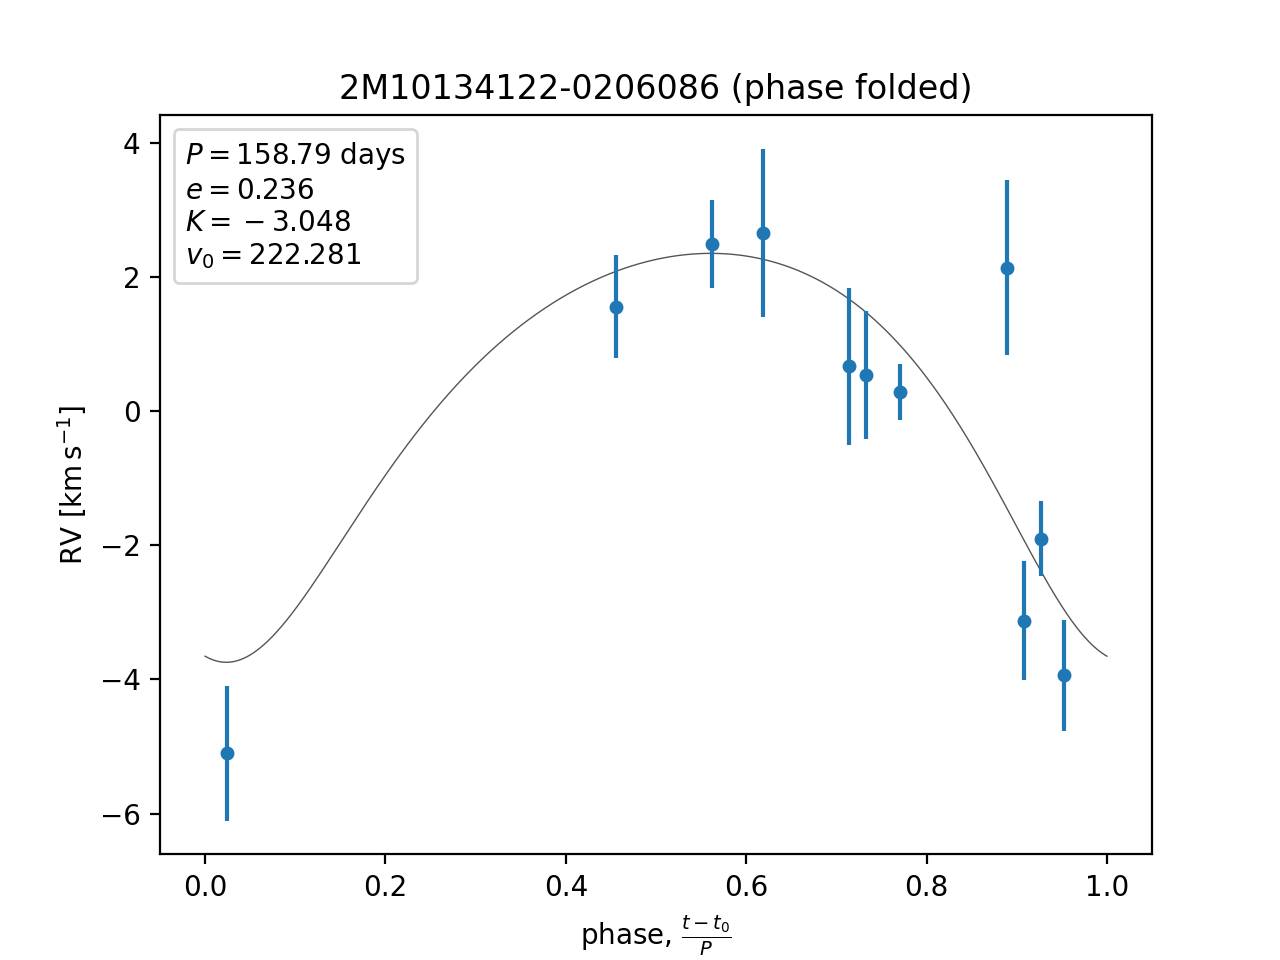 2M10134122-0206086 (phase folded)
P = 158.79 days
e = 0.236
K = −3.048
v₀ = 222.281
4
2
0
−2
−4
−6
RV [km s⁻¹]
0.0 0.2 0.4 0.6 0.8 1.0
phase, (t − t₀)/P